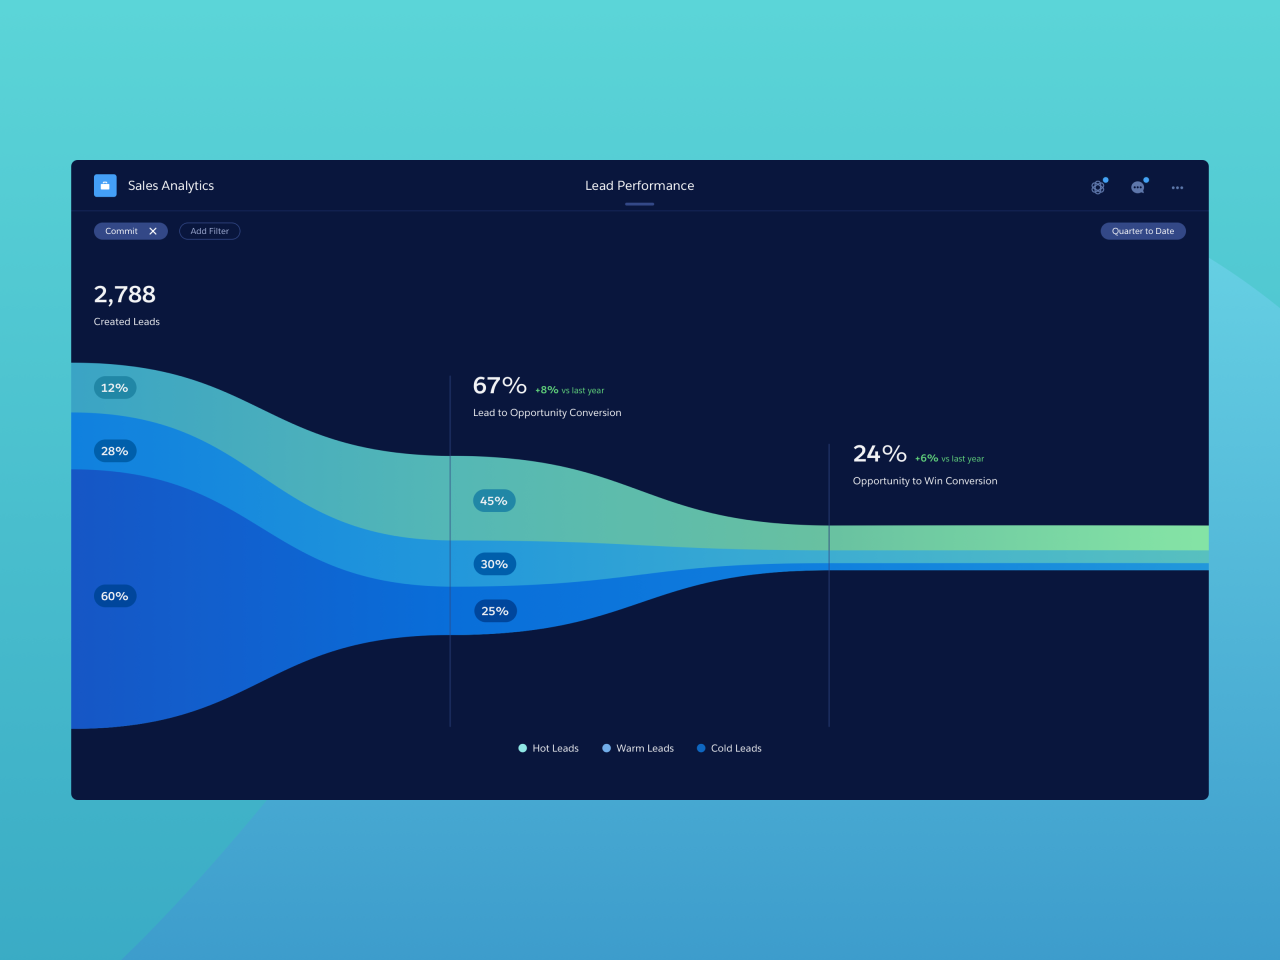 Sales Analytics
Lead Performance
Commit
Add Filter
Quarter to Date
2,788
Created Leads
12%
28%
60%
67% +8% vs last year
Lead to Opportunity Conversion
45%
30%
25%
24% +6% vs last year
Opportunity to Win Conversion
Hot Leads
Warm Leads
Cold Leads